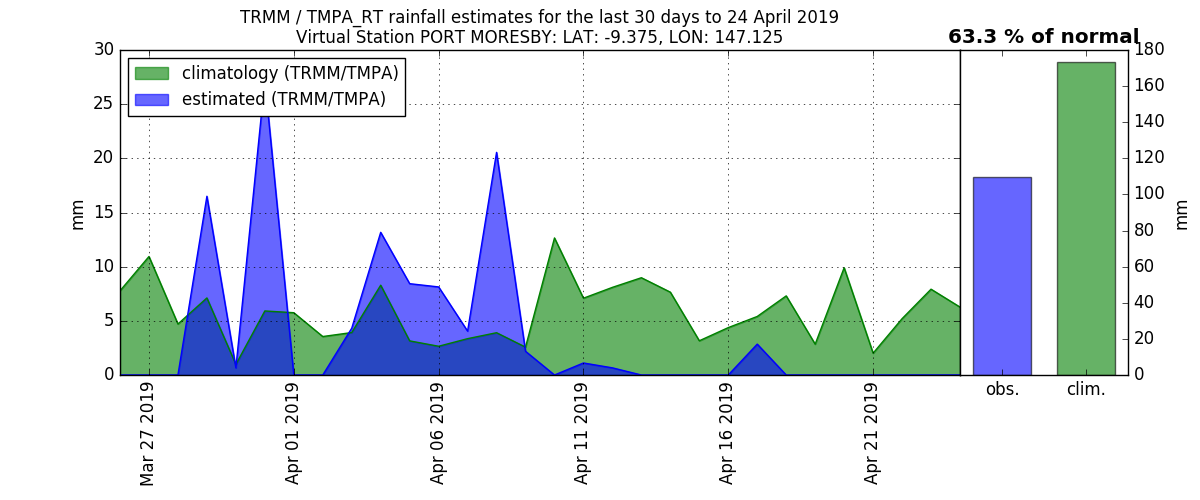 TRMM / TMPA_RT rainfall estimates for the last 30 days to 24 April 2019
Virtual Station PORT MORESBY: LAT: -9.375, LON: 147.125
63.3 % of normal
climatology (TRMM/TMPA)
estimated (TRMM/TMPA)
mm
30
25
20
15
10
5
0
Mar 27 2019
Apr 01 2019
Apr 06 2019
Apr 11 2019
Apr 16 2019
Apr 21 2019
180
160
140
120
100
80
60
40
20
0
mm
obs.
clim.